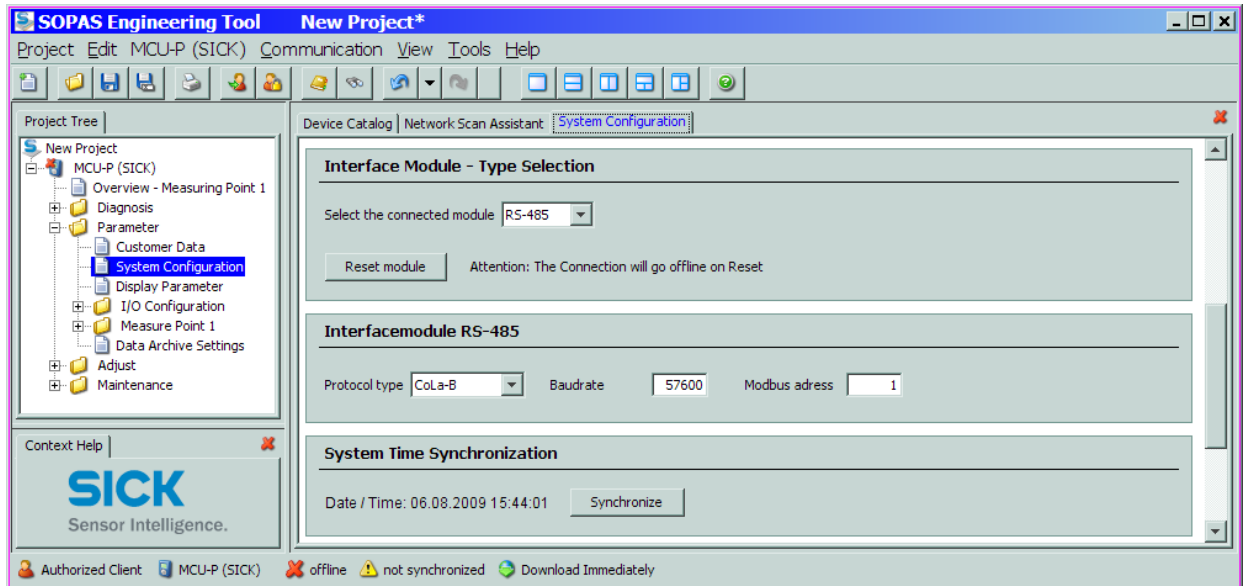 SOPAS Engineering Tool New Project*
Project Edit MCU-P (SICK) Communication View Tools Help
Project Tree
New Project
MCU-P (SICK)
Overview - Measuring Point 1
Diagnosis
Parameter
Customer Data
System Configuration
Display Parameter
I/O Configuration
Measure Point 1
Data Archive Settings
Adjust
Maintenance
Context Help
SICK
Sensor Intelligence.
Device Catalog Network Scan Assistant System Configuration
Interface Module - Type Selection
Select the connected module RS-485
Reset module Attention: The Connection will go offline on Reset
Interfacemodule RS-485
Protocol type CoLa-B Baudrate 57600 Modbus adress 1
System Time Synchronization
Date / Time: 06.08.2009 15:44:01 Synchronize
Authorized Client MCU-P (SICK) offline not synchronized Download Immediately